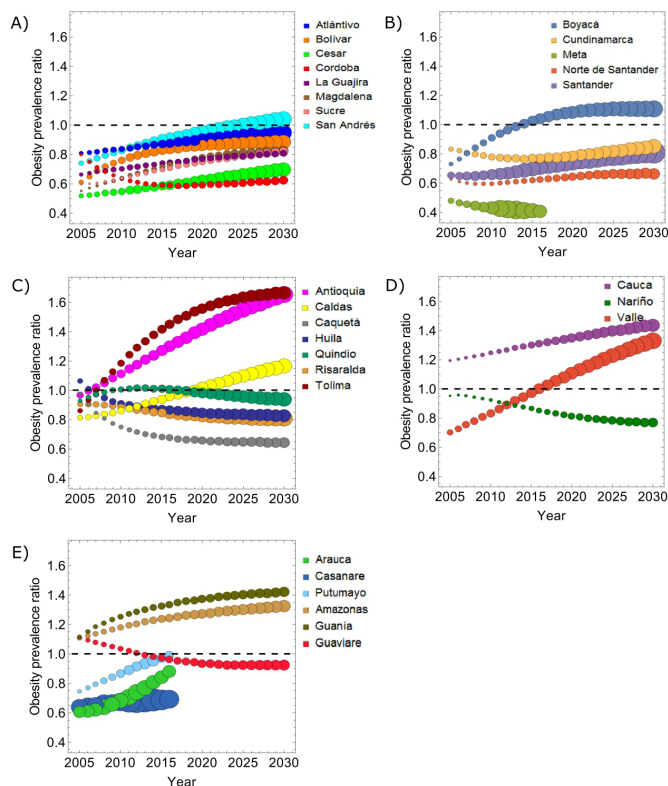 A)
Obesity prevalence ratio
1.6
1.4
1.2
1.0
0.8
0.6
0.4
2005 2010 2015 2020 2025 2030
Year
Atlántivo
Bolívar
Cesar
Cordoba
La Guajira
Magdalena
Sucre
San Andrés
B)
Obesity prevalence ratio
1.6
1.4
1.2
1.0
0.8
0.6
0.4
2005 2010 2015 2020 2025 2030
Year
Boyacá
Cundinamarca
Meta
Norte de Santander
Santander
C)
Obesity prevalence ratio
1.6
1.4
1.2
1.0
0.8
0.6
0.4
2005 2010 2015 2020 2025 2030
Year
Antioquia
Caldas
Caquetá
Huila
Quindio
Risaralda
Tolima
D)
Obesity prevalence ratio
1.6
1.4
1.2
1.0
0.8
0.6
0.4
2005 2010 2015 2020 2025 2030
Year
Cauca
Nariño
Valle
E)
Obesity prevalence ratio
1.6
1.4
1.2
1.0
0.8
0.6
0.4
2005 2010 2015 2020 2025 2030
Year
Arauca
Casanare
Putumayo
Amazonas
Guanía
Guaviare